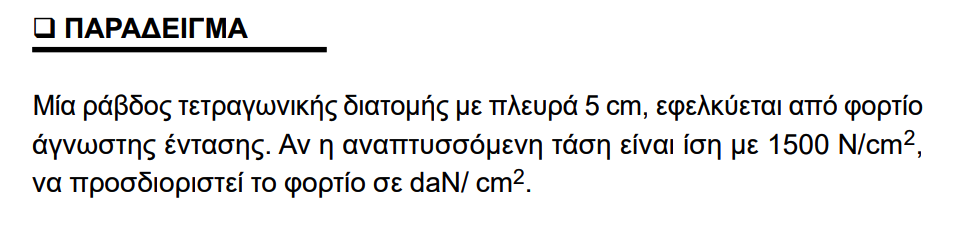 ❑ ΠΑΡΑΔΕΙΓΜΑ
Μία ράβδος τετραγωνικής διατομής με πλευρά 5 cm, εφελκύεται από φορτίο
άγνωστης έντασης. Αν η αναπτυσσόμενη τάση είναι ίση με 1500 N/cm²,
να προσδιοριστεί το φορτίο σε daN/ cm².